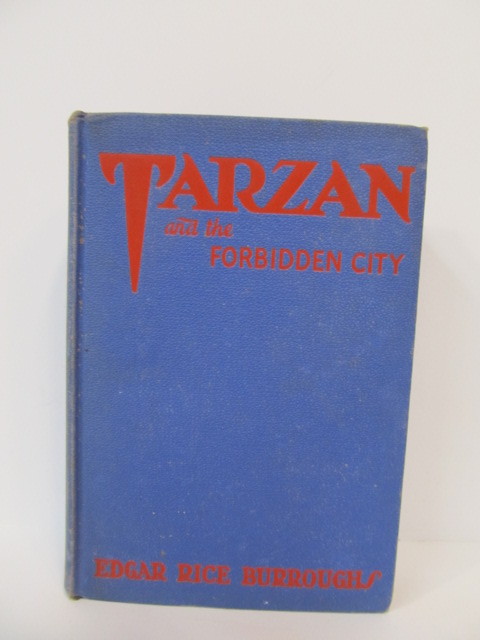 TARZAN
and the
FORBIDDEN CITY
EDGAR RICE BURROUGHS